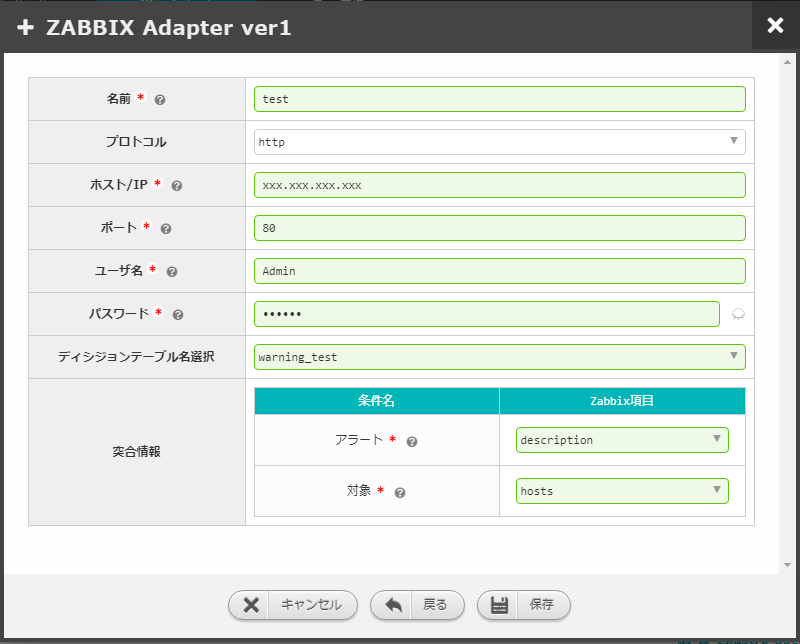 ZABBIX Adapter ver1
名前 * test
プロトコル http
ホスト/IP * xxx.xxx.xxx.xxx
ポート * 80
ユーザ名 * Admin
パスワード * ••••••
ディシジョンテーブル名選択 warning_test
突合情報
条件名 Zabbix項目
アラート * description
対象 * hosts
キャンセル 戻る 保存